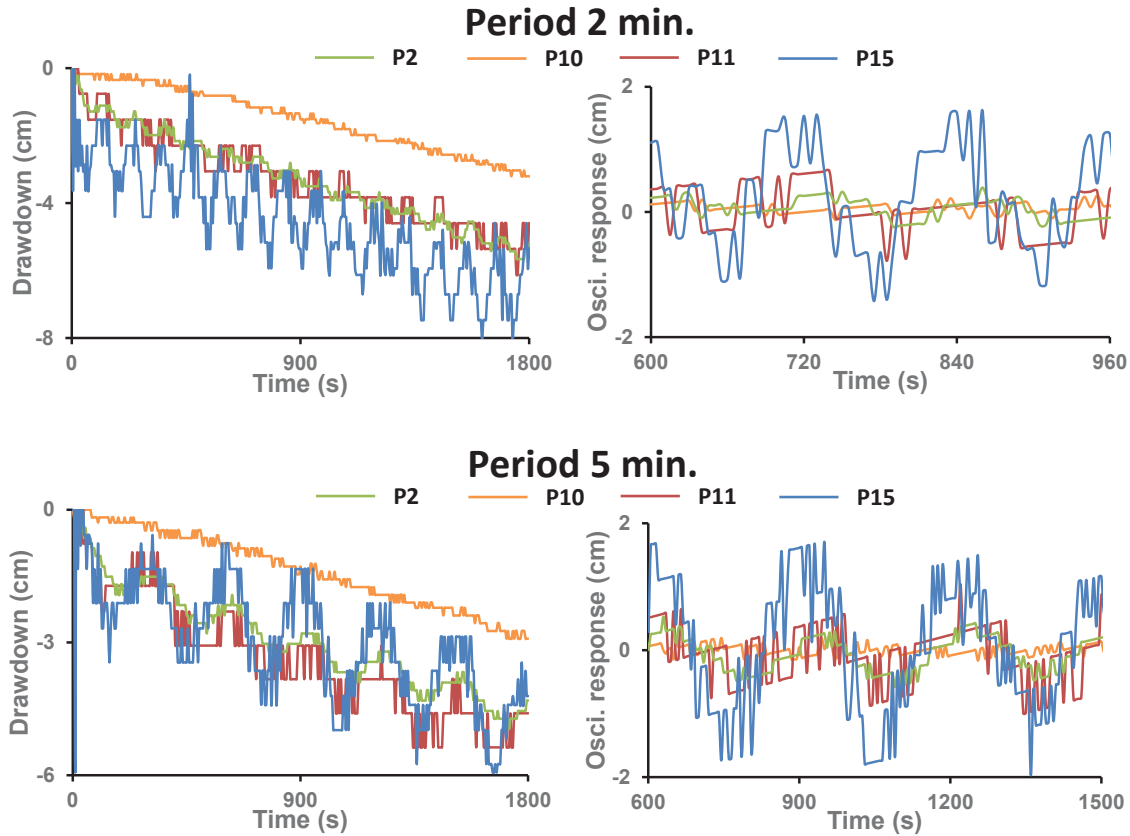 Period 2 min.
P2 P10 P11 P15
Drawdown (cm)
0
-4
-8
0 900 1800
Time (s)
Osci. response (cm)
2
0
-2
600 720 840 960
Time (s)
Period 5 min.
P2 P10 P11 P15
Drawdown (cm)
0
-3
-6
0 900 1800
Time (s)
Osci. response (cm)
2
0
-2
600 900 1200 1500
Time (s)